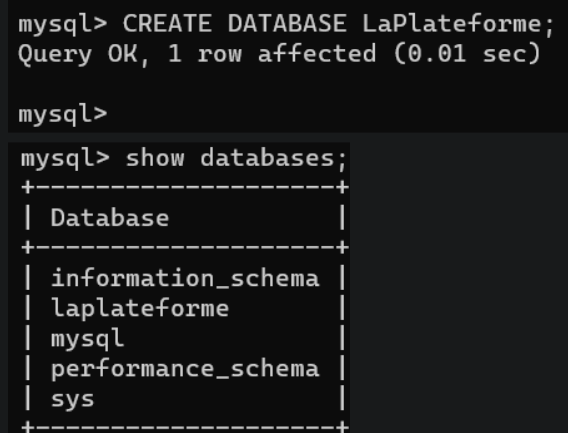 mysql> CREATE DATABASE LaPlateforme;
Query OK, 1 row affected (0.01 sec)
mysql>
mysql> show databases;
+--------------------+
| Database           |
+--------------------+
| information_schema |
| laplateforme       |
| mysql              |
| performance_schema |
| sys                |
+--------------------+